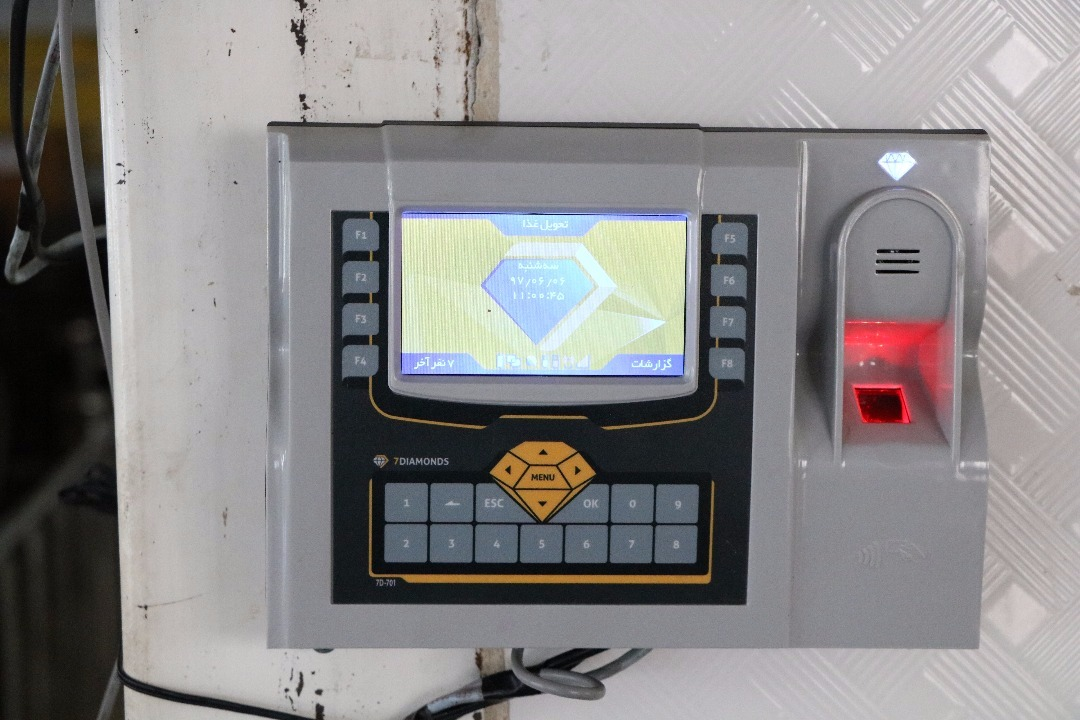 تحویل غذا
سه شنبه
۹۷/۰۶/۰۶
۱۱:۰۰:۴۵
گزارشات
۷ نفر آخر
F1
F2
F3
F4
F5
F6
F7
F8
7DIAMONDS
MENU
1 ESC OK 0 9
2 3 4 5 6 7 8
7D-701